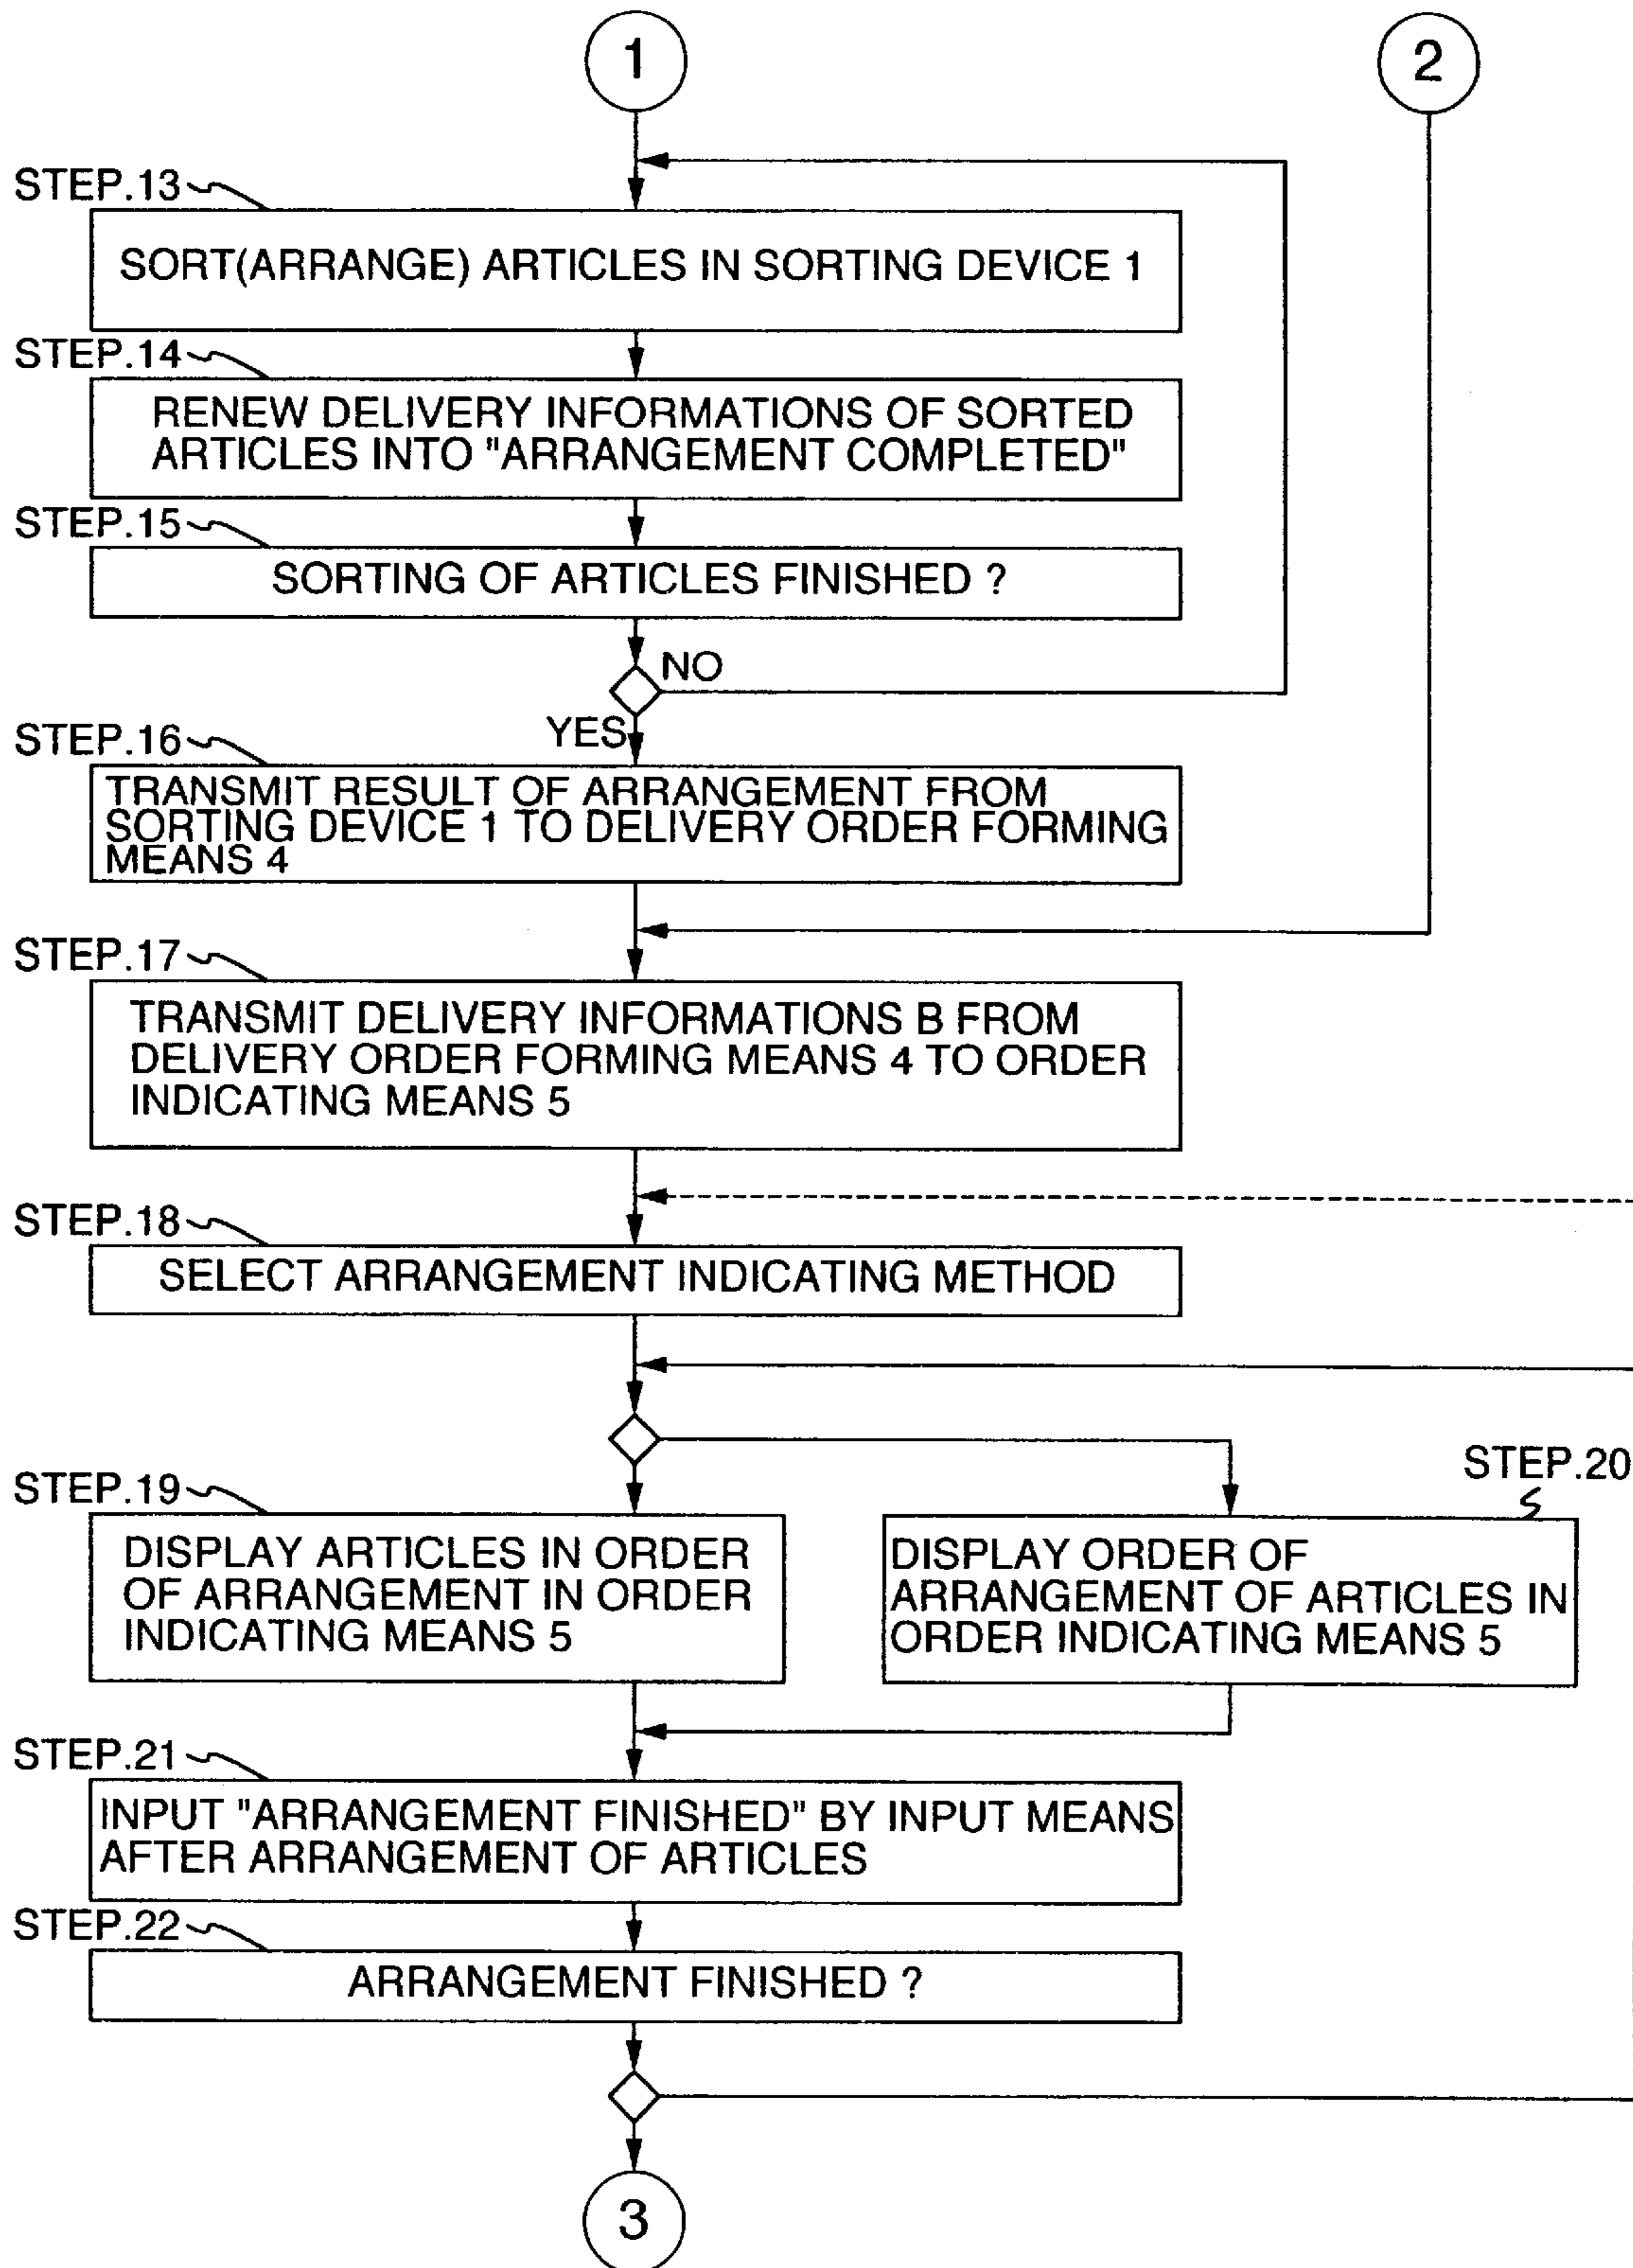 1
2
STEP.13
SORT(ARRANGE) ARTICLES IN SORTING DEVICE 1
STEP.14
RENEW DELIVERY INFORMATIONS OF SORTED
ARTICLES INTO "ARRANGEMENT COMPLETED"
STEP.15
SORTING OF ARTICLES FINISHED ?
NO
YES
STEP.16
TRANSMIT RESULT OF ARRANGEMENT FROM
SORTING DEVICE 1 TO DELIVERY ORDER FORMING
MEANS 4
STEP.17
TRANSMIT DELIVERY INFORMATIONS B FROM
DELIVERY ORDER FORMING MEANS 4 TO ORDER
INDICATING MEANS 5
STEP.18
SELECT ARRANGEMENT INDICATING METHOD
STEP.19
DISPLAY ARTICLES IN ORDER
OF ARRANGEMENT IN ORDER
INDICATING MEANS 5
STEP.20
DISPLAY ORDER OF
ARRANGEMENT OF ARTICLES IN
ORDER INDICATING MEANS 5
STEP.21
INPUT "ARRANGEMENT FINISHED" BY INPUT MEANS
AFTER ARRANGEMENT OF ARTICLES
STEP.22
ARRANGEMENT FINISHED ?
3